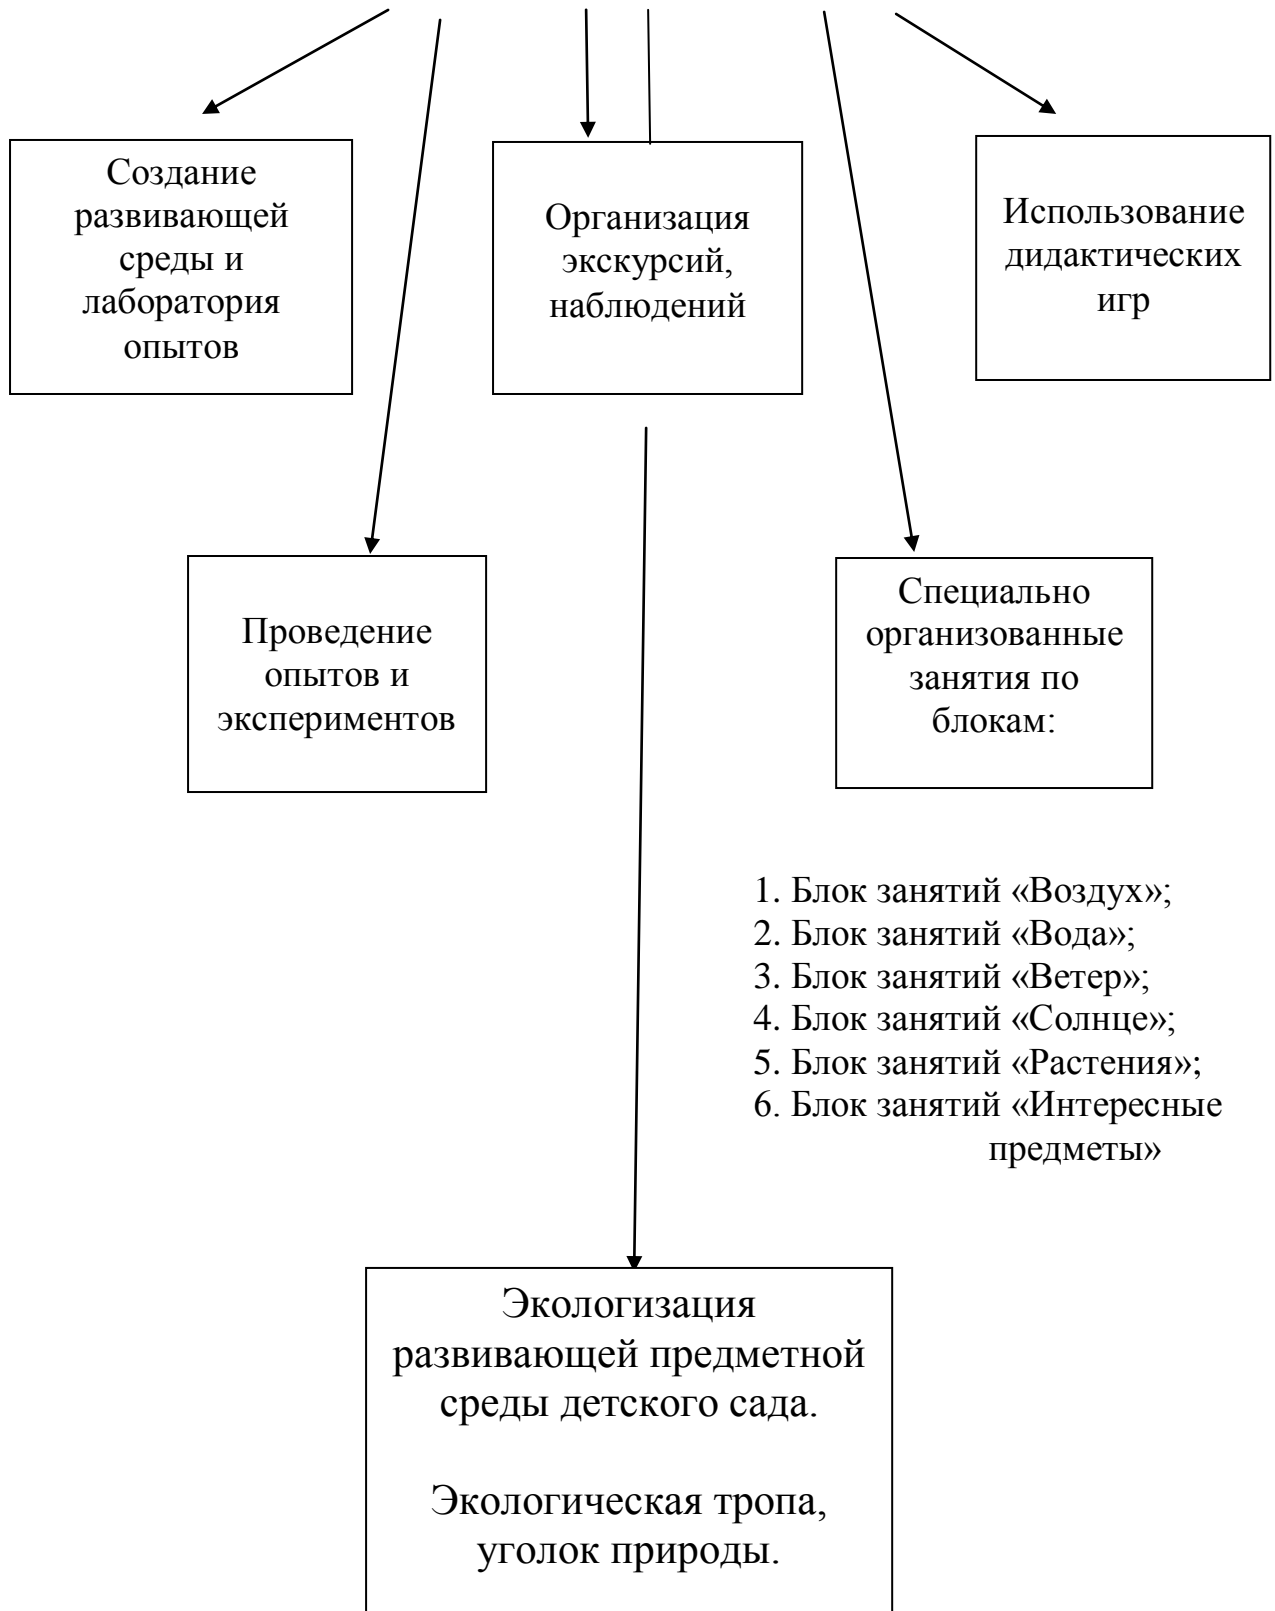 Создание
развивающей
среды и
лаборатория
опытов
Организация
экскурсий,
наблюдений
Использование
дидактических
игр
Проведение
опытов и
экспериментов
Специально
организованные
занятия по
блокам:
1. Блок занятий «Воздух»;
2. Блок занятий «Вода»;
3. Блок занятий «Ветер»;
4. Блок занятий «Солнце»;
5. Блок занятий «Растения»;
6. Блок занятий «Интересные
предметы»
Экологизация
развивающей предметной
среды детского сада.
Экологическая тропа,
уголок природы.